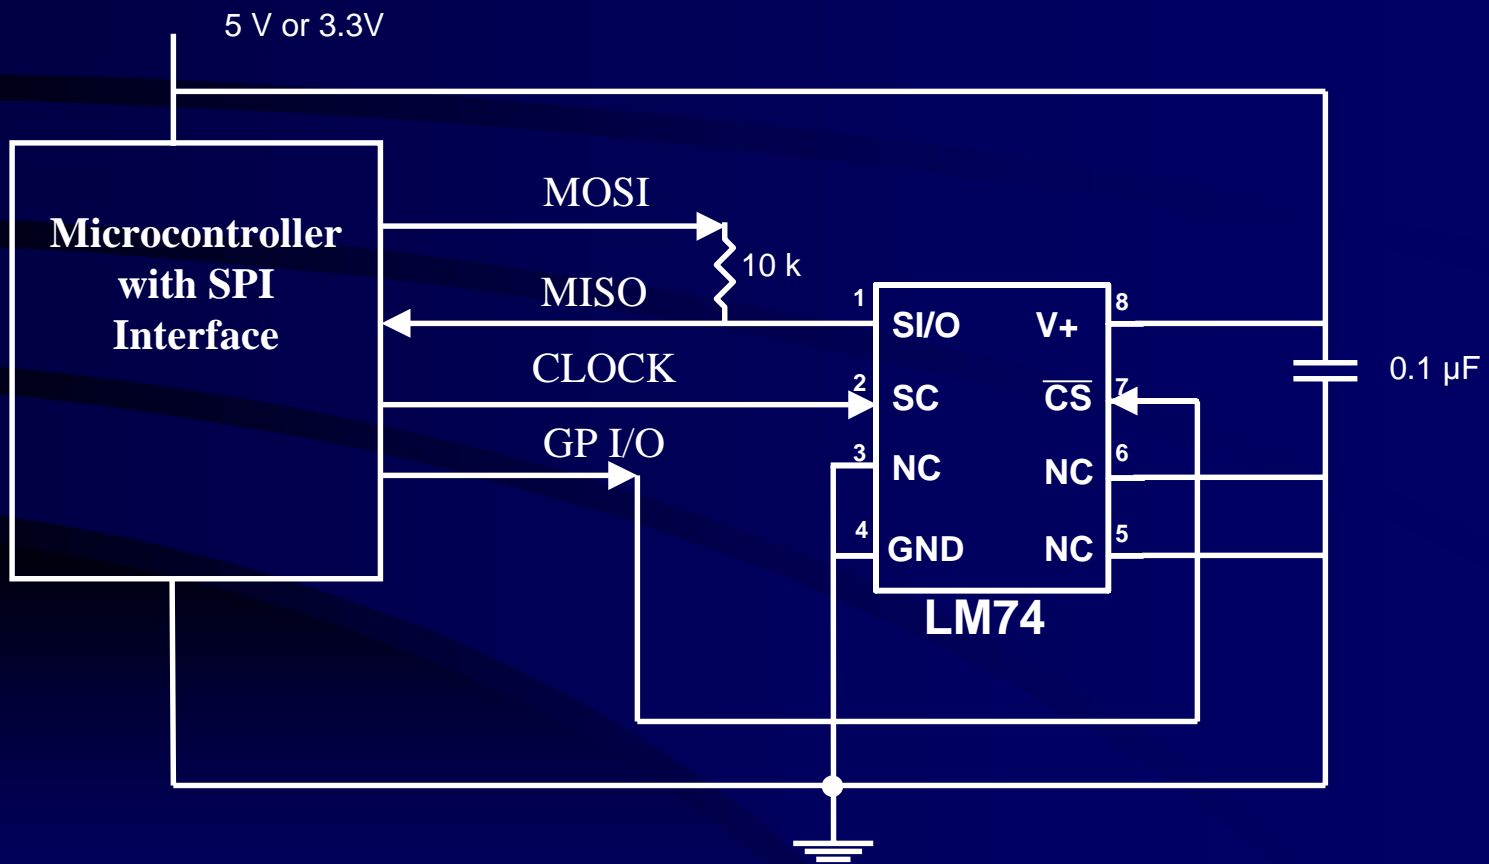 5 V or 3.3V
Microcontroller
with SPI
Interface
MOSI
10 k
MISO
CLOCK
GP I/O
1
SI/O
V+
8
2
SC
C̅S̅
7
3
NC
NC
6
4
GND
NC
5
LM74
0.1 µF